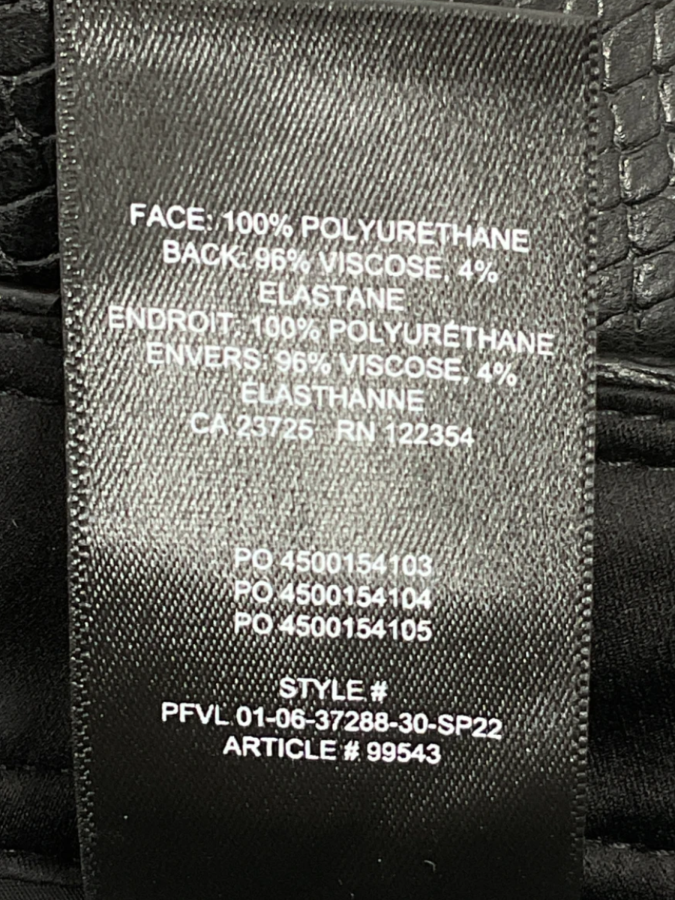 FACE: 100% POLYURETHANE
BACK: 96% VISCOSE, 4%
ELASTANE
ENDROIT: 100% POLYURÉTHANE
ENVERS: 96% VISCOSE, 4%
ÉLASTHANNE
CA 23725 RN 122354
PO 4500154103
PO 4500154104
PO 4500154105
STYLE #
PFVL 01-06-37288-30-SP22
ARTICLE # 99543